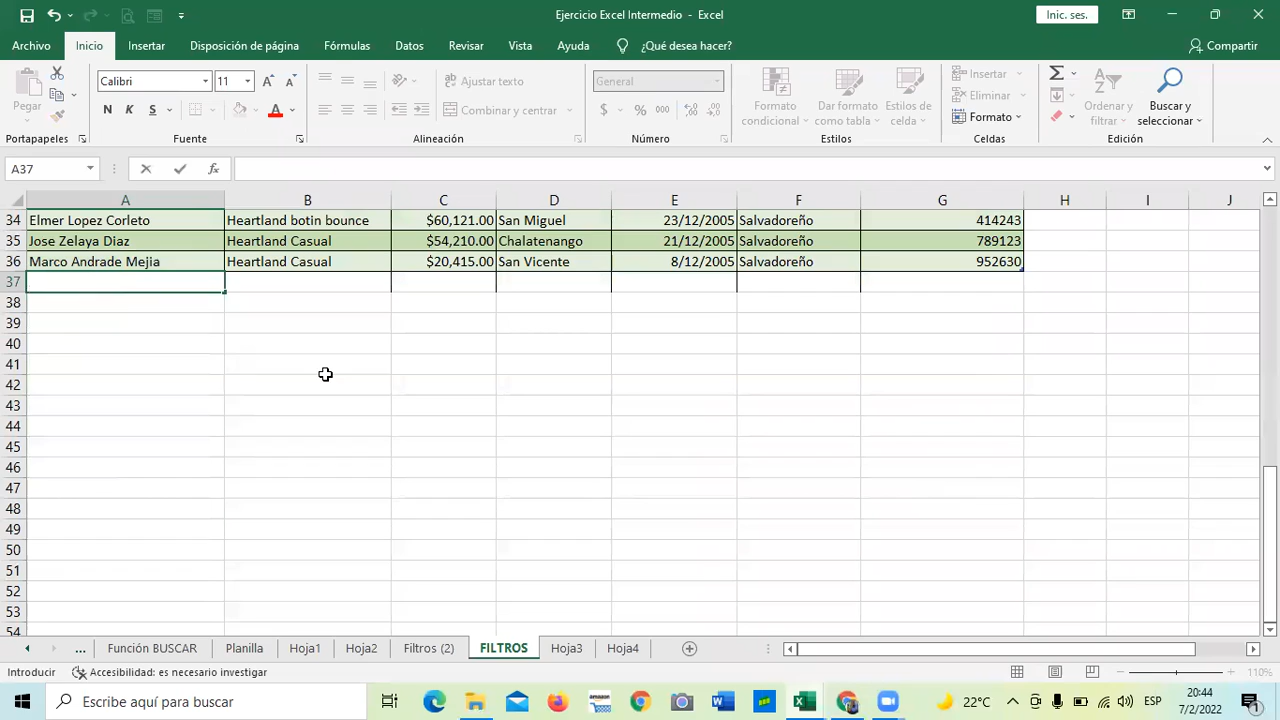 Ejercicio Excel Intermedio - Excel
Inic. ses.
Archivo Inicio Insertar Disposición de página Fórmulas Datos Revisar Vista Ayuda ¿Qué desea hacer? Compartir
Pegar
Calibri 11
N K S
Ajustar texto
Combinar y centrar
General
$ % 000
Formato condicional
Dar formato como tabla
Estilos de celda
Insertar
Eliminar
Formato
Ordenar y filtrar
Buscar y seleccionar
Portapapeles Fuente Alineación Número Estilos Celdas Edición
A37 fx
A B C D E F G H I J
34 Elmer Lopez Corleto Heartland botin bounce $60,121.00 San Miguel 23/12/2005 Salvadoreño 414243
35 Jose Zelaya Diaz Heartland Casual $54,210.00 Chalatenango 21/12/2005 Salvadoreño 789123
36 Marco Andrade Mejia Heartland Casual $20,415.00 San Vicente 8/12/2005 Salvadoreño 952630
37
38
39
40
41
42
43
44
45
46
47
48
49
50
51
52
53
54
... Función BUSCAR Planilla Hoja1 Hoja2 Filtros (2) FILTROS Hoja3 Hoja4
Introducir Accesibilidad: es necesario investigar 110%
Escribe aquí para buscar 22°C ESP 20:44
7/2/2022